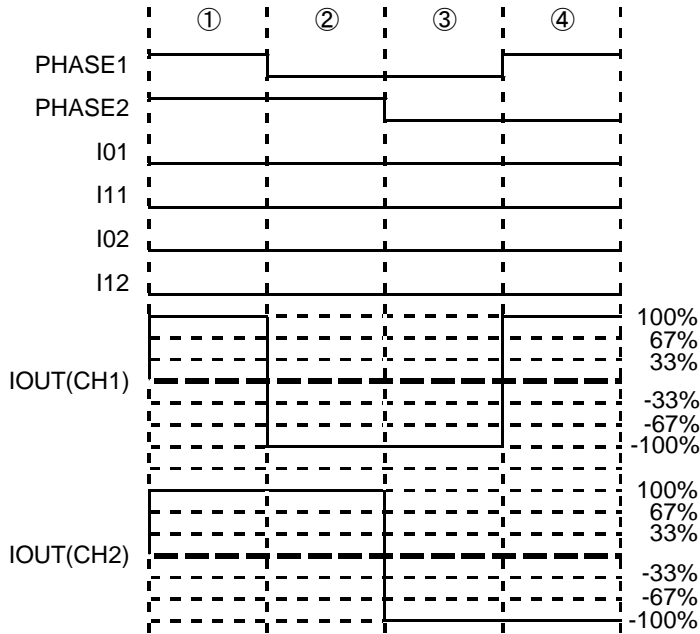 ① ② ③ ④
PHASE1
PHASE2
I01
I11
I02
I12
100%
67%
33%
IOUT(CH1)
-33%
-67%
-100%
100%
67%
33%
IOUT(CH2)
-33%
-67%
-100%